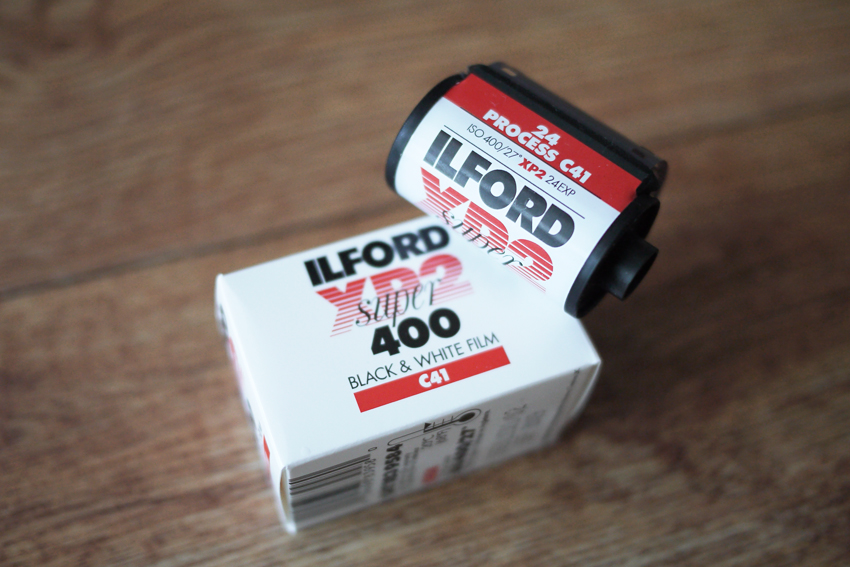 24
PROCESS C41
ISO 400/27° XP2 24EXP
ILFORD
XP2
super
ILFORD
XP2
super
400
BLACK & WHITE FILM
C41